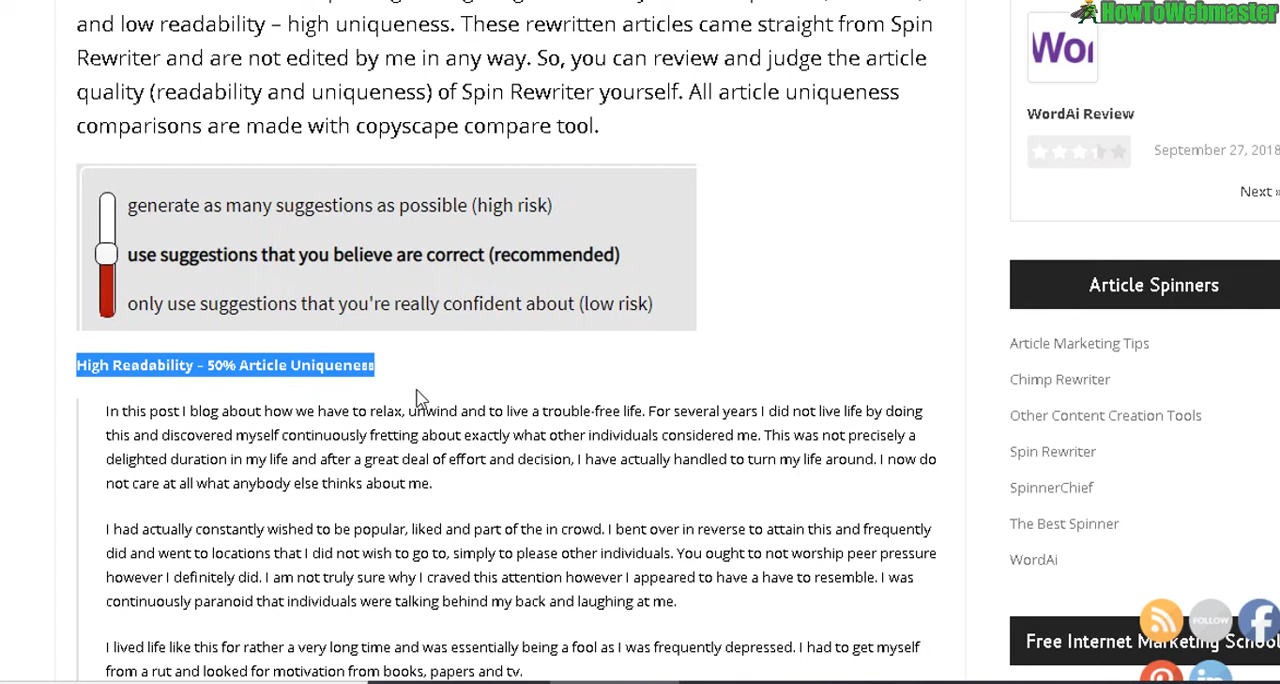 HowToWebmaster
and low readability – high uniqueness. These rewritten articles came straight from Spin
Rewriter and are not edited by me in any way. So, you can review and judge the article
quality (readability and uniqueness) of Spin Rewriter yourself. All article uniqueness
comparisons are made with copyscape compare tool.
generate as many suggestions as possible (high risk)
use suggestions that you believe are correct (recommended)
only use suggestions that you're really confident about (low risk)
High Readability – 50% Article Uniqueness
In this post I blog about how we have to relax, unwind and to live a trouble-free life. For several years I did not live life by doing
this and discovered myself continuously fretting about exactly what other individuals considered me. This was not precisely a
delighted duration in my life and after a great deal of effort and decision, I have actually handled to turn my life around. I now do
not care at all what anybody else thinks about me.
I had actually constantly wished to be popular, liked and part of the in crowd. I bent over in reverse to attain this and frequently
did and went to locations that I did not wish to go to, simply to please other individuals. You ought to not worship peer pressure
however I definitely did. I am not truly sure why I craved this attention however I appeared to have a have to resemble. I was
continuously paranoid that individuals were talking behind my back and laughing at me.
I lived life like this for rather a very long time and was essentially being a fool as I was frequently depressed. I had to get myself
from a rut and looked for motivation from books, papers and tv.
Wor
WordAi Review
September 27, 2018
Next »
Article Spinners
Article Marketing Tips
Chimp Rewriter
Other Content Creation Tools
Spin Rewriter
SpinnerChief
The Best Spinner
WordAi
FOLLOW
Free Internet Marketing School